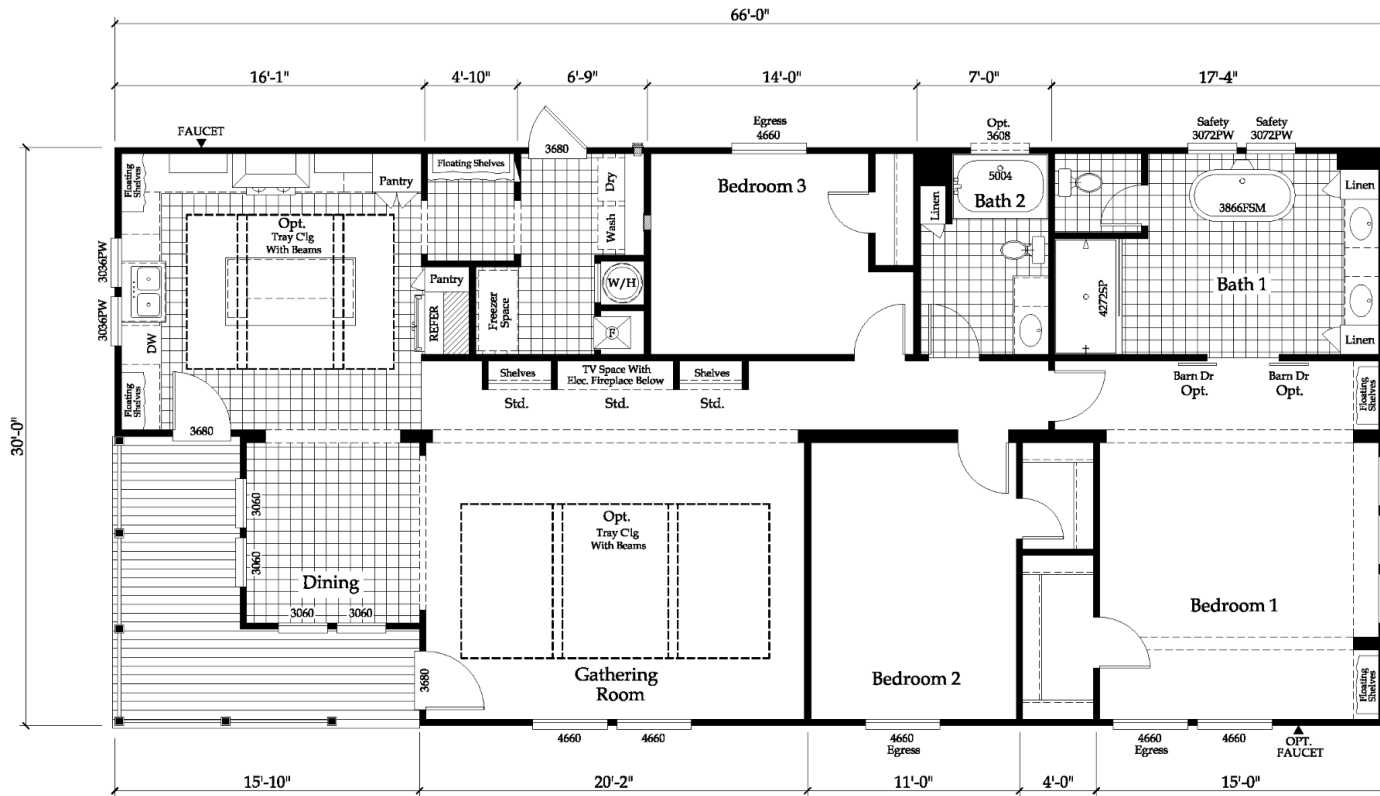 66'-0"
16'-1"
4'-10"
6'-9"
14'-0"
7'-0"
17'-4"
FAUCET
3680
Egress
4660
Opt.
3608
Safety
3072PW
Safety
3072PW
Floating
Shelves
Pantry
Floating Shelves
Dry
Wash
Bedroom 3
Linen
5004
Bath 2
3866FSM
Linen
Opt.
Tray C'lg
With Beams
3036PW
3036PW
DW
Floating
Shelves
Pantry
REFER
Freezer
Space
W/H
F
4272SP
Bath 1
Linen
Shelves
TV Space With
Elec. Fireplace Below
Shelves
Std.
Std.
Std.
Barn Dr
Opt.
Barn Dr
Opt.
Floating
Shelves
30'-0"
3680
3060
3060
Dining
3060
3060
Opt.
Tray C'lg
With Beams
Gathering
Room
3680
Bedroom 2
Bedroom 1
Floating
Shelves
4660
4660
4660
Egress
4660
Egress
4660
OPT.
FAUCET
15'-10"
20'-2"
11'-0"
4'-0"
15'-0"